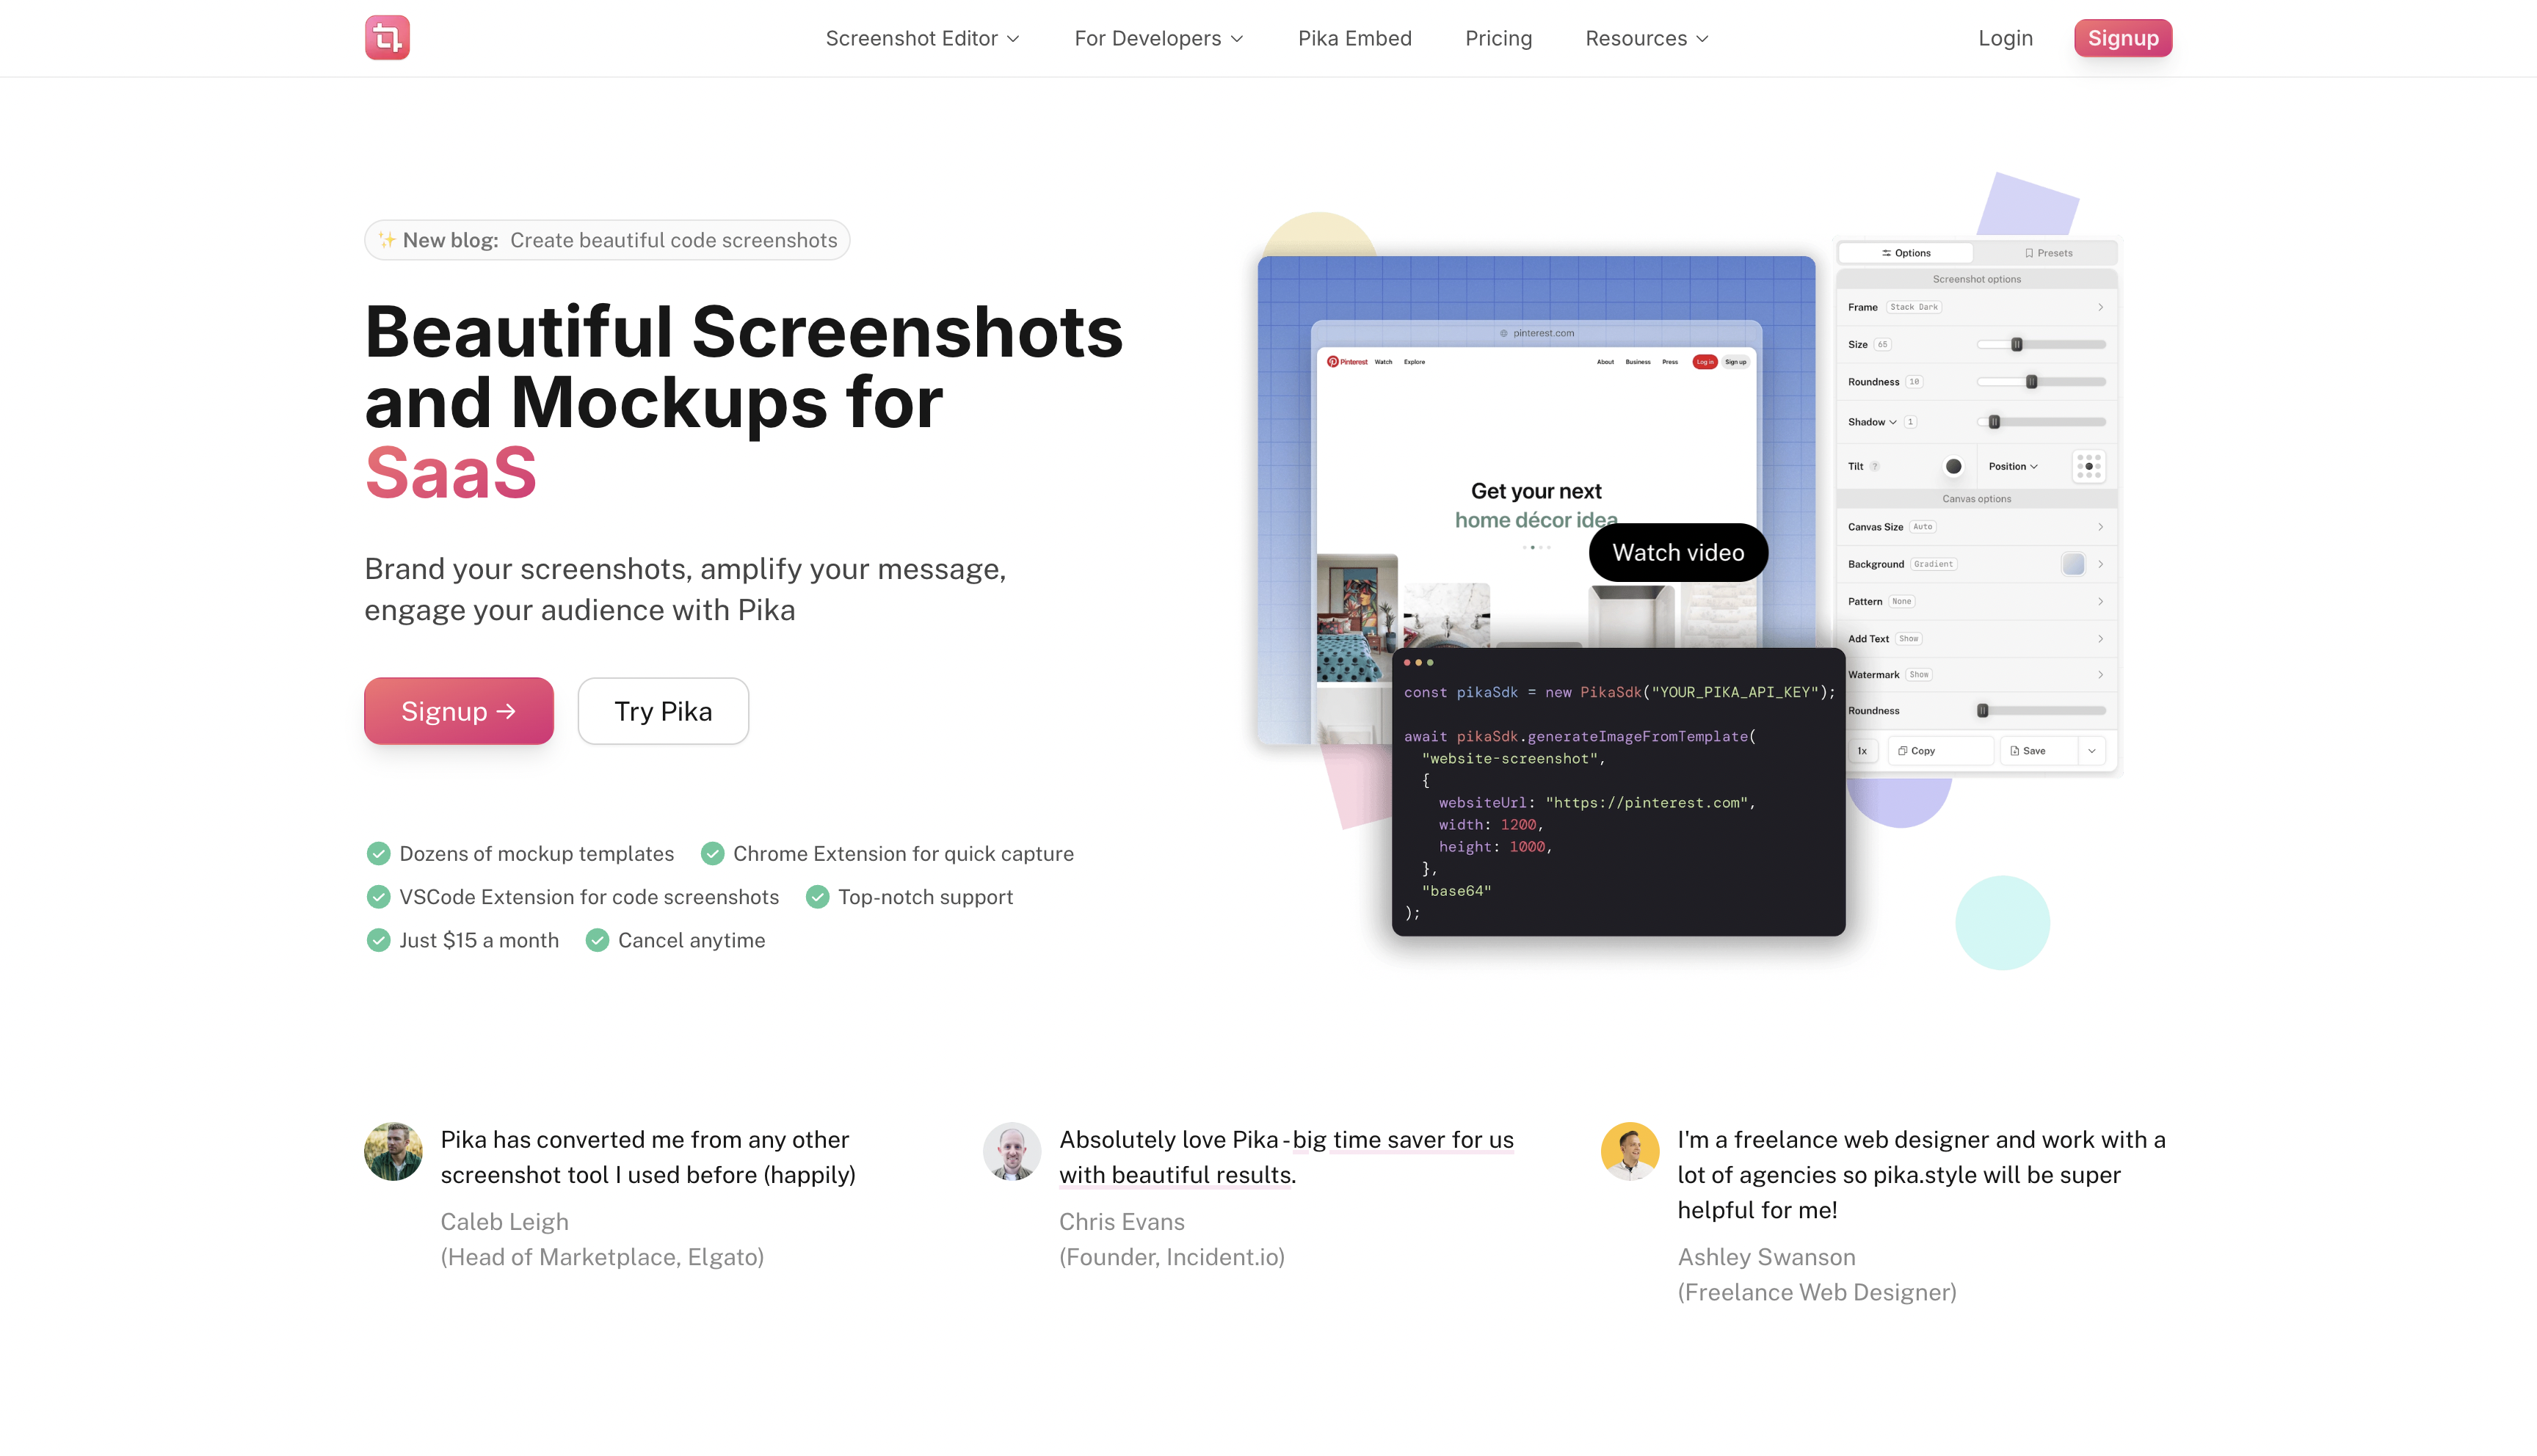 Screenshot Editor
For Developers
Pika Embed
Pricing
Resources
Login
Signup
✨ New blog: Create beautiful code screenshots
Beautiful Screenshots
and Mockups for
SaaS
Brand your screenshots, amplify your message,
engage your audience with Pika
Signup →
Try Pika
Dozens of mockup templates
Chrome Extension for quick capture
VSCode Extension for code screenshots
Top-notch support
Just $15 a month
Cancel anytime
pinterest.com
Pinterest
Watch
Explore
About
Business
Press
Log in
Sign up
Get your next
home décor idea
Watch video
const pikaSdk = new PikaSdk("YOUR_PIKA_API_KEY");
await pikaSdk.generateImageFromTemplate(
"website-screenshot",
{
websiteUrl: "https://pinterest.com",
width: 1200,
height: 1000,
},
"base64"
);
Options
Presets
Screenshot options
Frame Stack Dark
Size 65
Roundness 10
Shadow 1
Tilt ?
Position
Canvas options
Canvas Size Auto
Background Gradient
Pattern None
Add Text Show
Watermark Show
Roundness
1x
Copy
Save
Pika has converted me from any other
screenshot tool I used before (happily)
Caleb Leigh
(Head of Marketplace, Elgato)
Absolutely love Pika - big time saver for us
with beautiful results.
Chris Evans
(Founder, Incident.io)
I'm a freelance web designer and work with a
lot of agencies so pika.style will be super
helpful for me!
Ashley Swanson
(Freelance Web Designer)